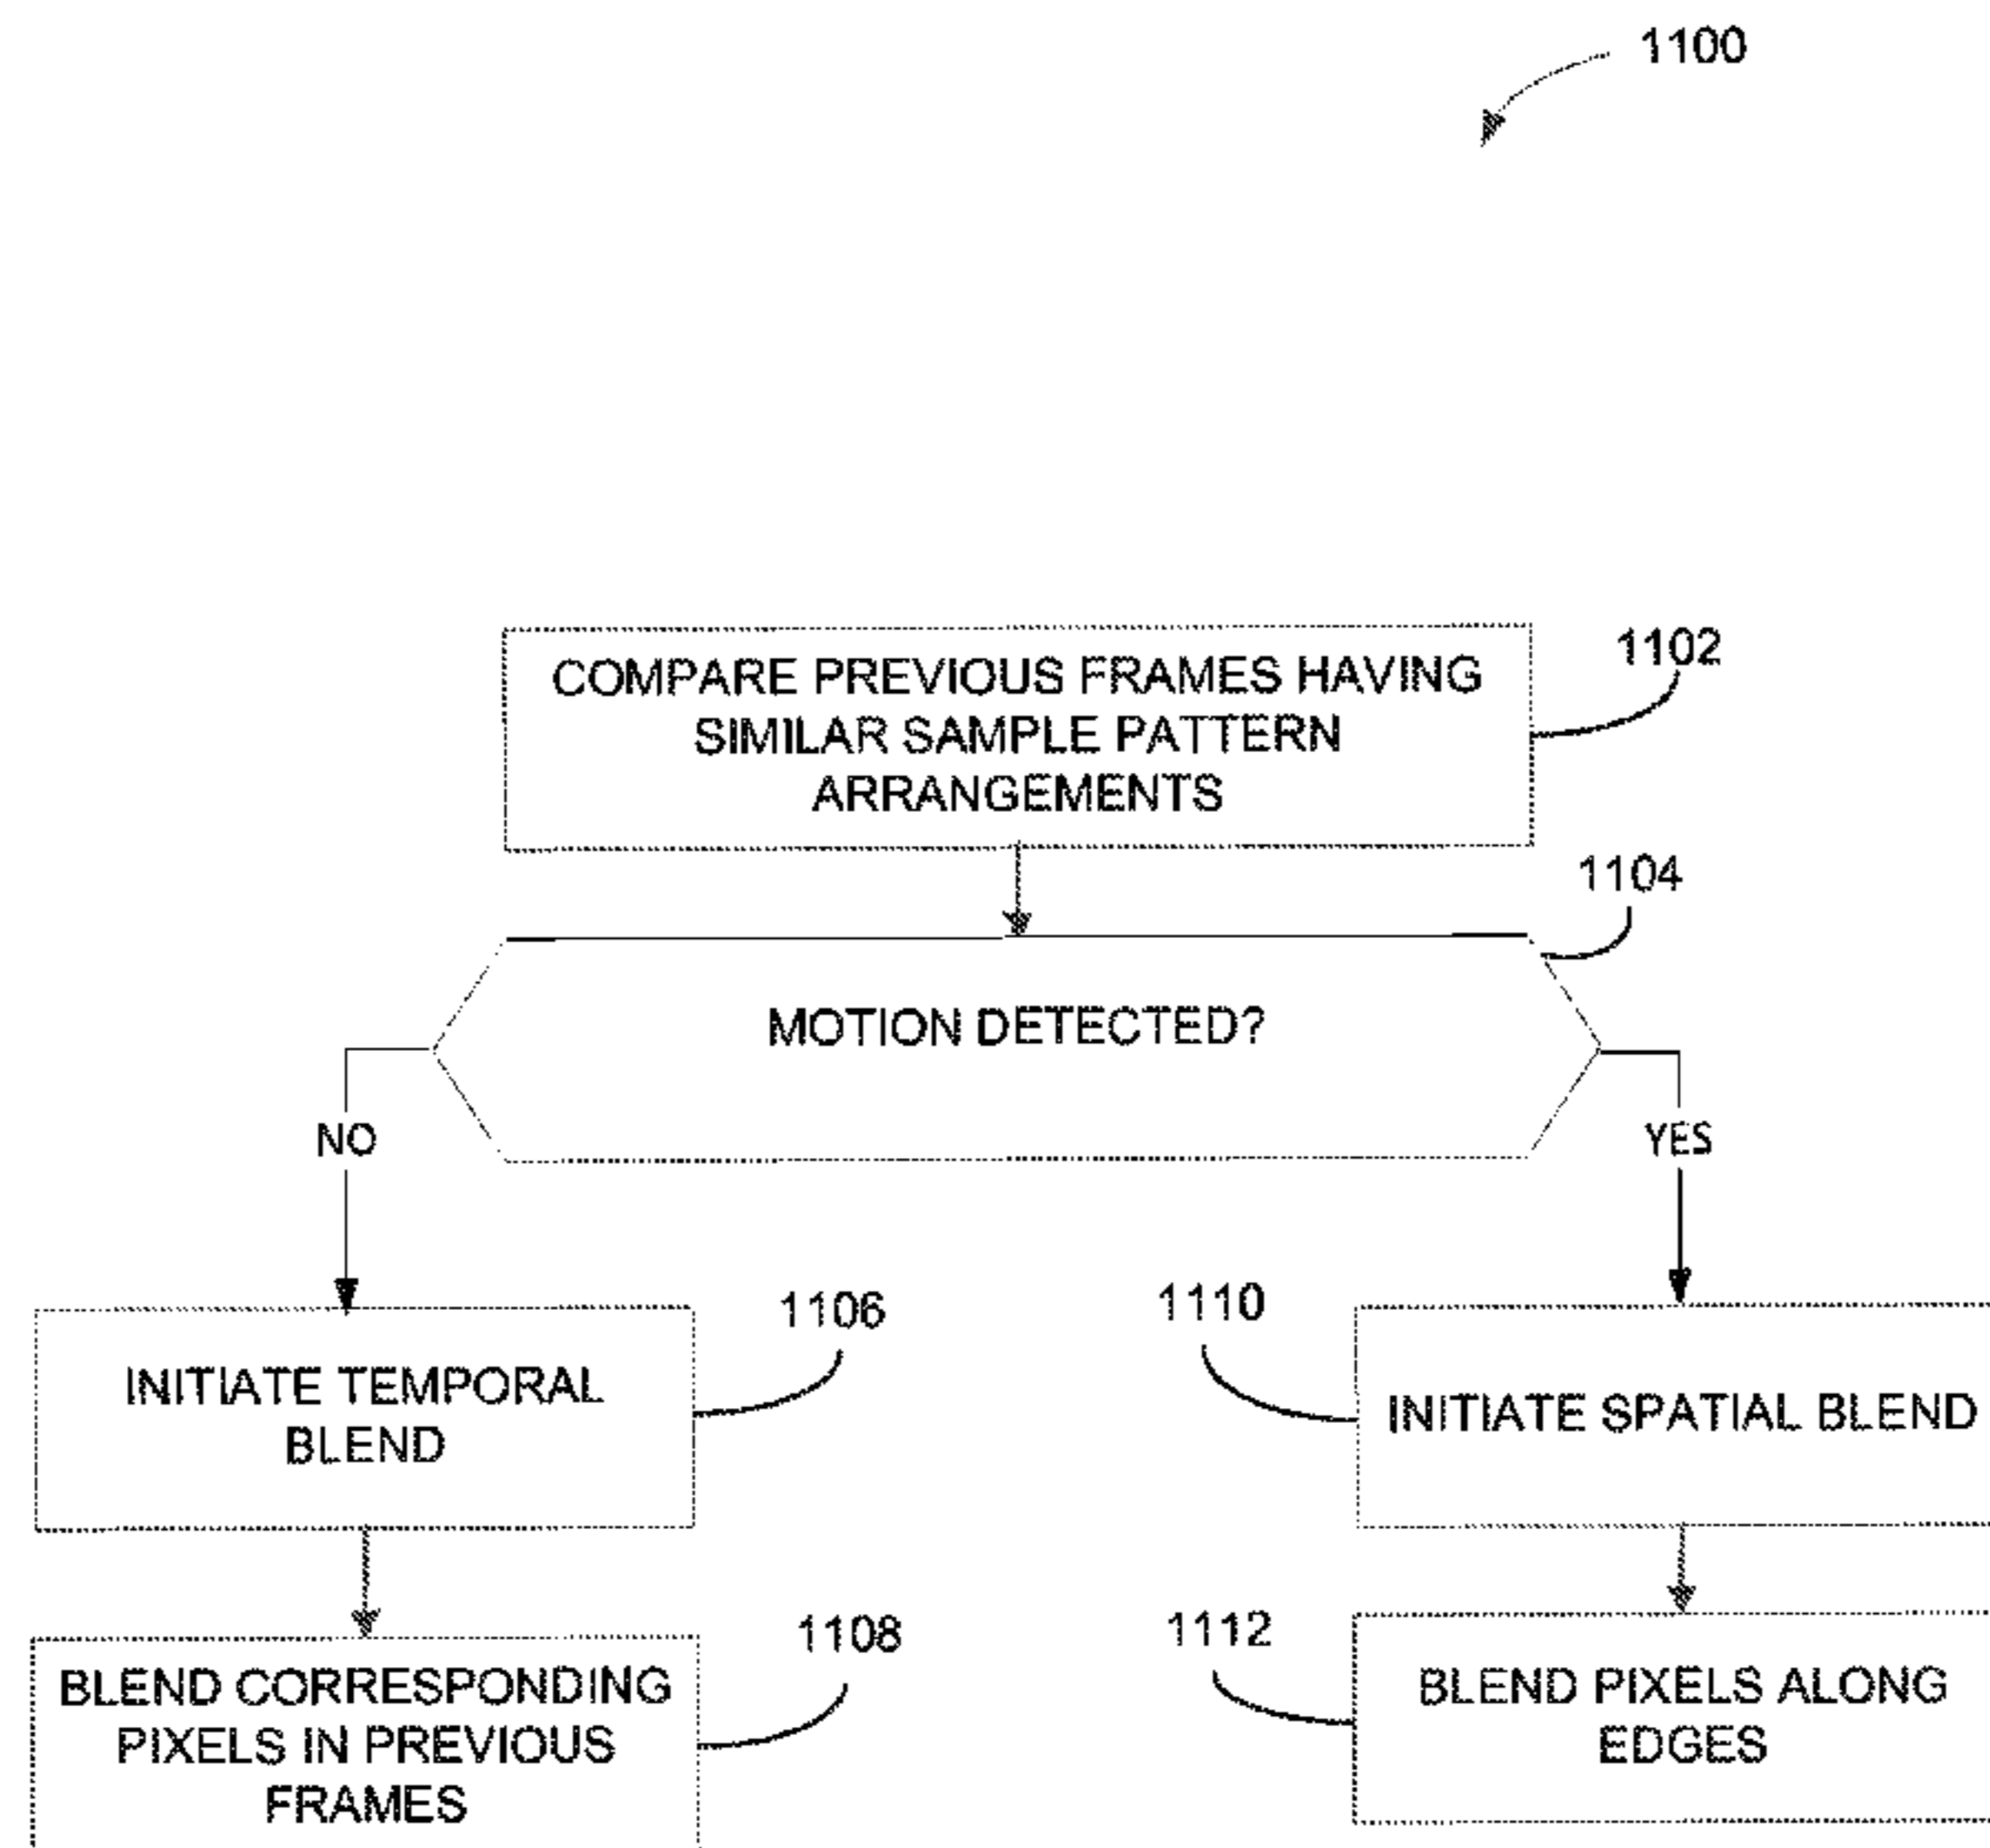 1100
COMPARE PREVIOUS FRAMES HAVING
SIMILAR SAMPLE PATTERN
ARRANGEMENTS
1102
1104
MOTION DETECTED?
NO
YES
1106
1110
INITIATE TEMPORAL
BLEND
INITIATE SPATIAL BLEND
1108
1112
BLEND CORRESPONDING
PIXELS IN PREVIOUS
FRAMES
BLEND PIXELS ALONG
EDGES